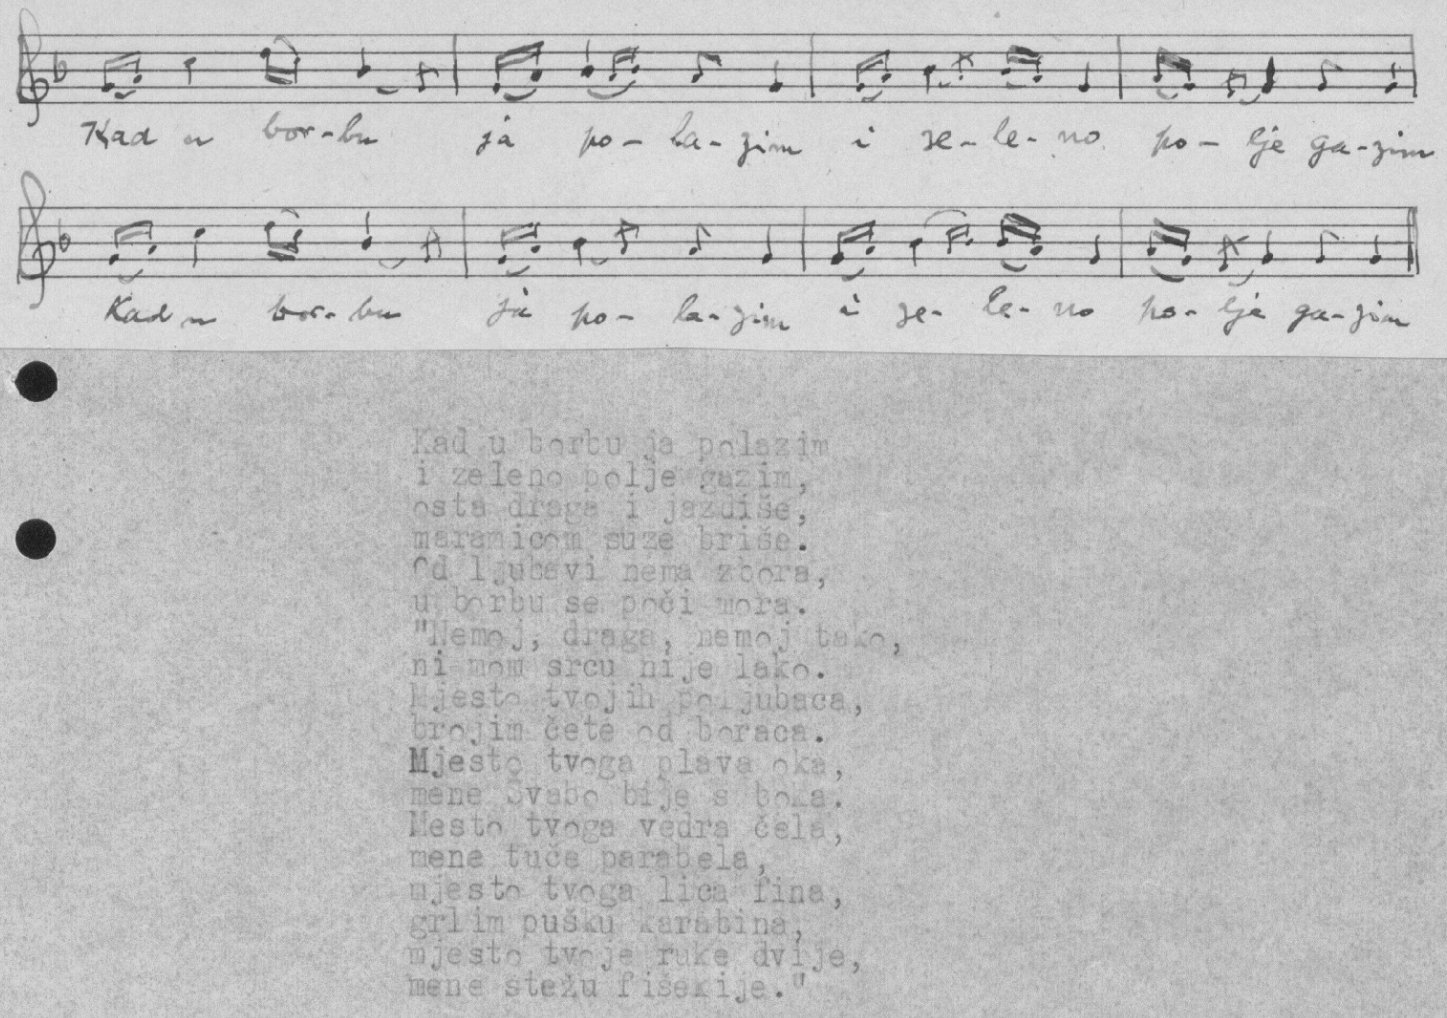 Kad u bor-bu ja po-la-zim i ze-le-no po-lje ga-zim
Kad u bor-bu ja po-la-zim i ze-le-no po-lje ga-zim
Kad u borbu ja polazim
i zeleno polje gazim,
osta draga i jazdiše,
maramicom suze briše.
Od ljubavi nema zbora,
u borbu se poći mora.
"Nemoj, draga, nemoj tako,
ni mom srcu nije lako.
Mjesto tvojih poljubaca,
brojim čete od boraca.
Mjesto tvoga plava oka,
mene Švabo bije s boka.
Mesto tvoga vedra čela,
mene tuče parabela,
mjesto tvoga lica fina,
grlim pušku karabina,
mjesto tvoje ruke dvije,
mene stežu fišekije."